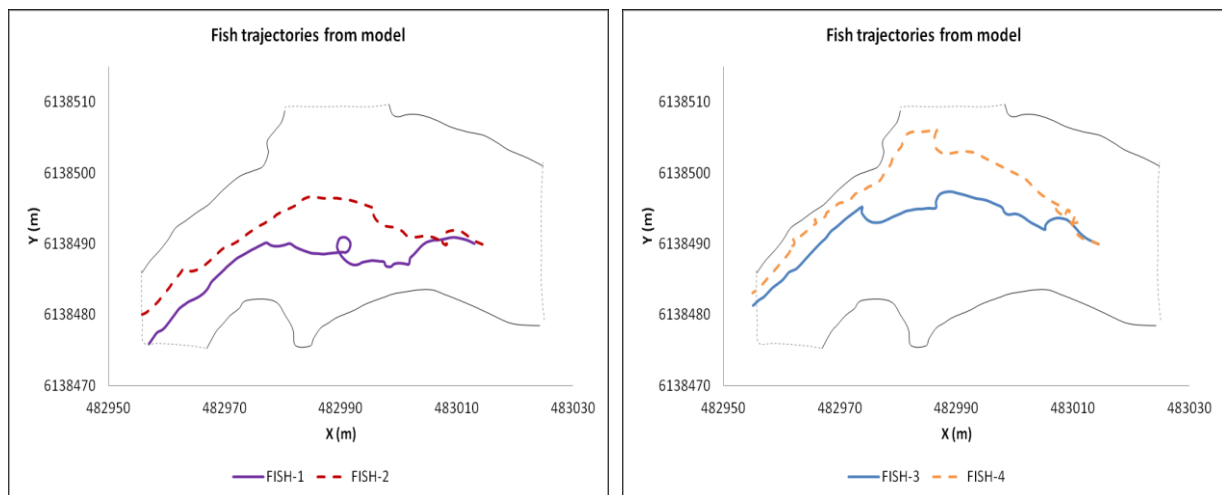 Fish trajectories from model
6138510
6138500
6138490
6138480
6138470
Y (m)
482950 482970 482990 483010 483030
X (m)
FISH-1 FISH-2
Fish trajectories from model
6138510
6138500
6138490
6138480
6138470
Y (m)
482950 482970 482990 483010 483030
X (m)
FISH-3 FISH-4